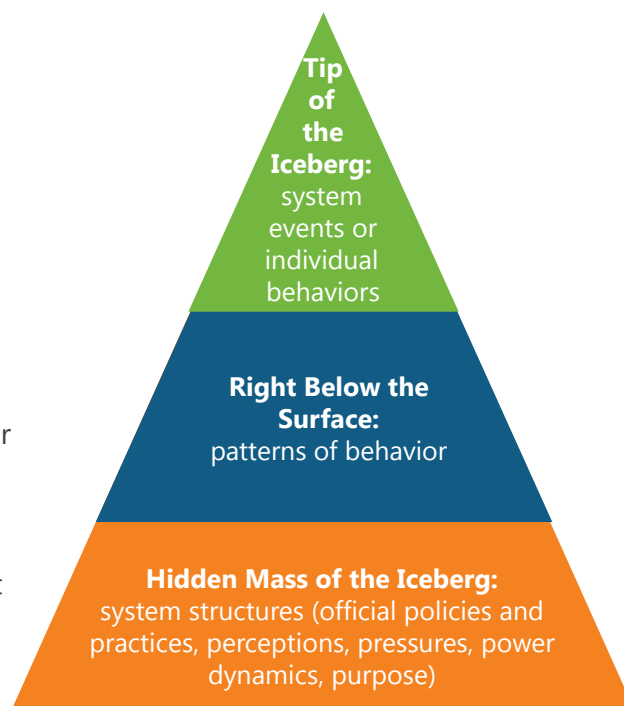 Tip
of
the
Iceberg:
system
events or
individual
behaviors
Right Below the
Surface:
r
patterns of behavior
Hidden Mass of the Iceberg:
t
system structures (official policies and
practices, perceptions, pressures, power
dynamics, purpose)